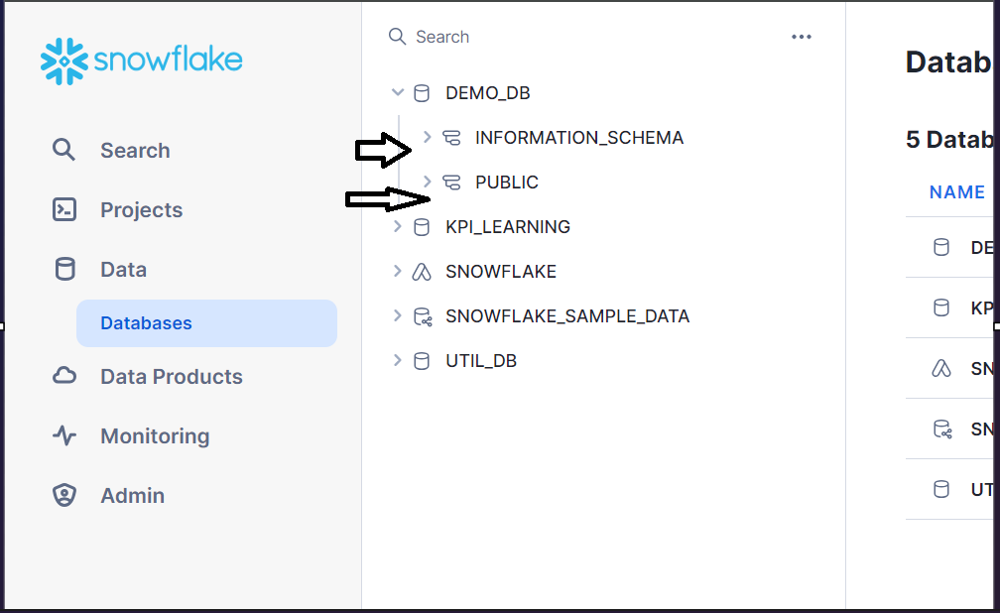 snowflake
Search
Projects
Data
Databases
Data Products
Monitoring
Admin
Search
DEMO_DB
INFORMATION_SCHEMA
PUBLIC
KPI_LEARNING
SNOWFLAKE
SNOWFLAKE_SAMPLE_DATA
UTIL_DB
Datab
5 Datab
NAME
DE
KP
SN
SN
UT